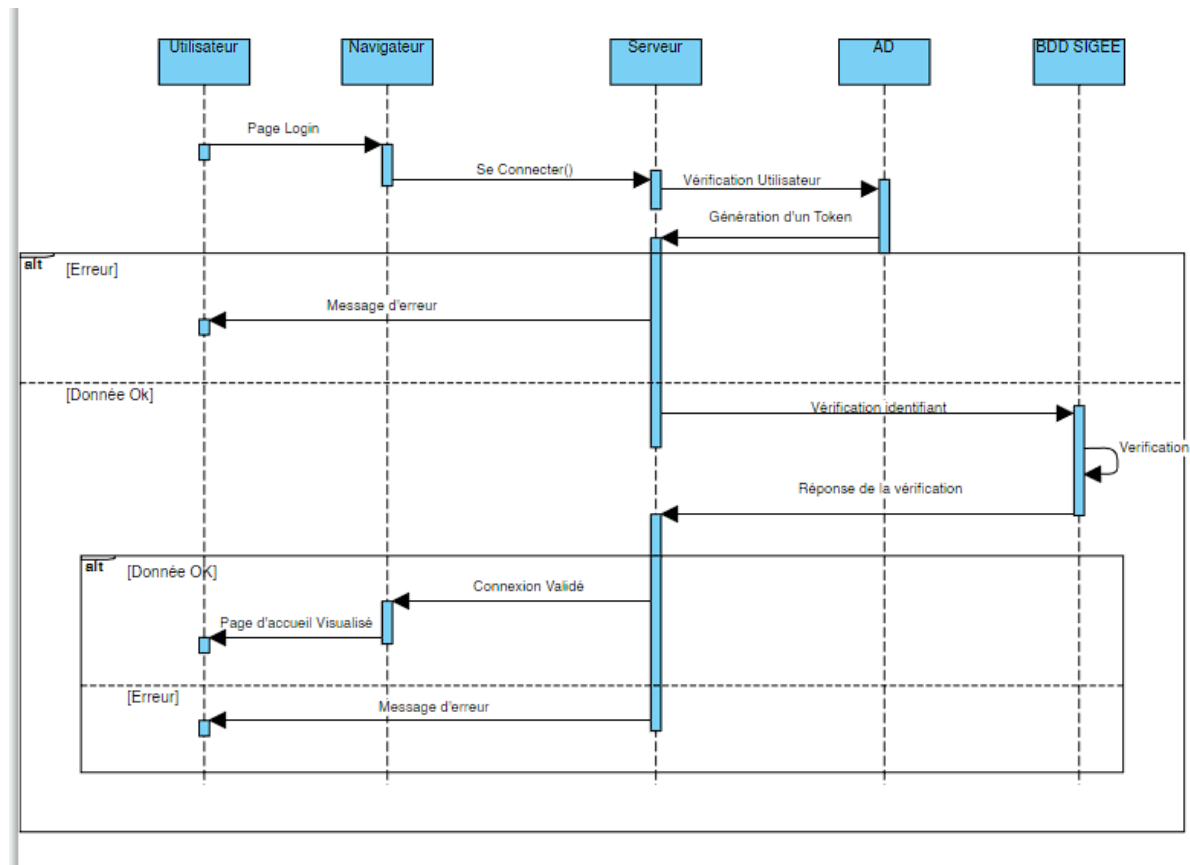 Utilisateur
Navigateur
Serveur
AD
BDD SIGEE
Page Login
Se Connecter()
Vérification Utilisateur
Génération d'un Token
alt
[Erreur]
Message d'erreur
[Donnée Ok]
Vérification identifiant
Verification
Réponse de la vérification
alt
[Donnée OK]
Connexion Validé
Page d'accueil Visualisé
[Erreur]
Message d'erreur